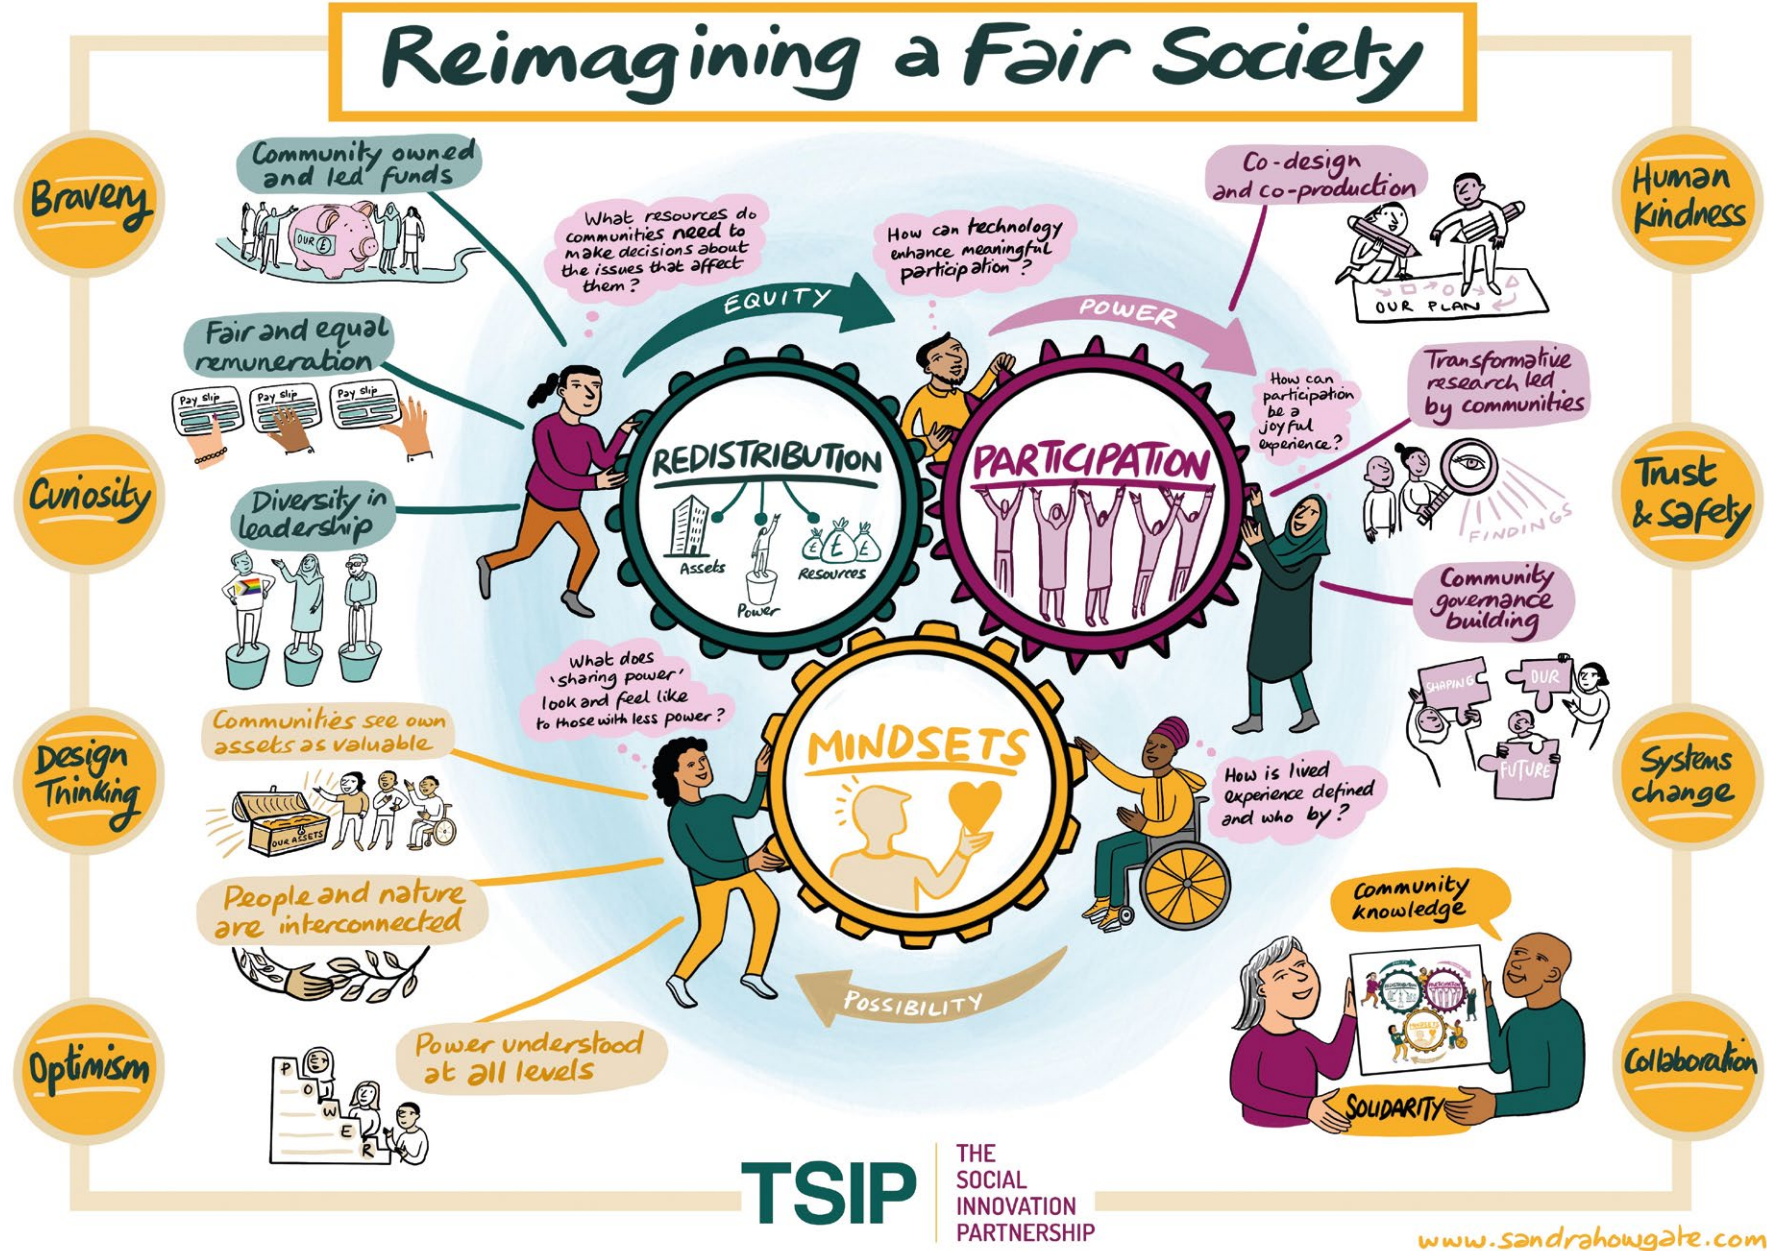 Reimagining a Fair Society
Bravery
Curiosity
Design
Thinking
Optimism
Community owned
and led funds
OUR £
Fair and equal
remuneration
Pay slip
Pay slip
Pay slip
Diversity in
leadership
Communities see own
assets as valuable
OUR ASSETS
People and nature
are interconnected
Power understood
at all levels
P
O
W
E
R
What resources do
communities need to
make decisions about
the issues that affect
them?
EQUITY
How can technology
enhance meaningful
participation?
POWER
How can
participation
be a
joyful
experience?
REDISTRIBUTION
Assets
Power
£ £ £
Resources
PARTICIPATION
What does
'sharing power'
look and feel like
to those with less power?
MINDSETS
How is lived
experience defined
and who by?
POSSIBILITY
Co-design
and co-production
OUR PLAN
Transformative
research led
by communities
FINDINGS
Community
governance
building
SHAPING
OUR
FUTURE
Community
knowledge
REDISTRIBUTION
PARTICIPATION
MINDSETS
SOLIDARITY
Human
Kindness
Trust
& Safety
Systems
change
Collaboration
TSIP
THE
SOCIAL
INNOVATION
PARTNERSHIP
www.sandrahowgate.com